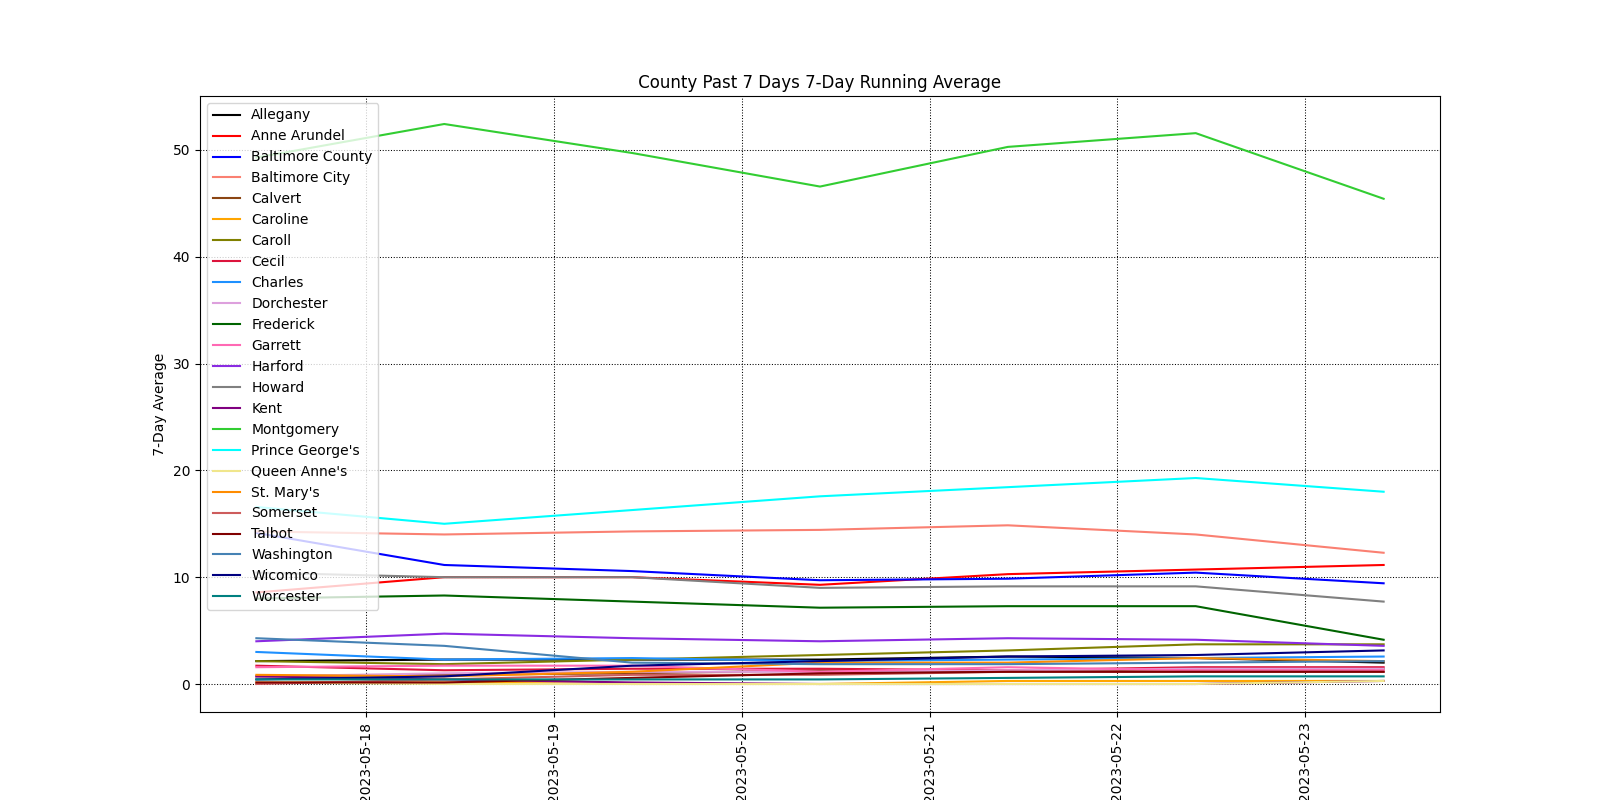 County Past 7 Days 7-Day Running Average
Allegany
Anne Arundel
Baltimore County
Baltimore City
Calvert
Caroline
Caroll
Cecil
Charles
Dorchester
Frederick
Garrett
Harford
Howard
Kent
Montgomery
Prince George's
Queen Anne's
St. Mary's
Somerset
Talbot
Washington
Wicomico
Worcester
7-Day Average
50
40
30
20
10
0
2023-05-18
2023-05-19
2023-05-20
2023-05-21
2023-05-22
2023-05-23